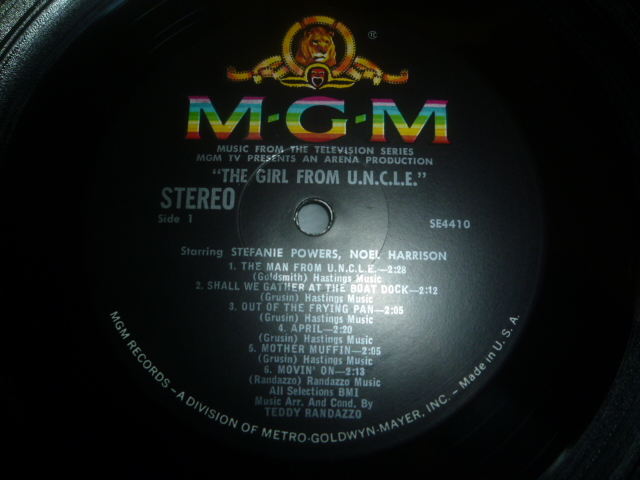 ®
M-G-M
MUSIC FROM THE TELEVISION SERIES
MGM TV PRESENTS AN ARENA PRODUCTION
"THE GIRL FROM U.N.C.L.E."
STEREO
Side 1
SE4410
Starring STEFANIE POWERS, NOEL HARRISON
1. THE MAN FROM U.N.C.L.E.—2:28
(Goldsmith) Hastings Music
2. SHALL WE GATHER AT THE BOAT DOCK—2:12
(Grusin) Hastings Music
3. OUT OF THE FRYING PAN—2:05
(Grusin) Hastings Music
4. APRIL—2:20
(Grusin) Hastings Music
5. MOTHER MUFFIN—2:05
(Grusin) Hastings Music
6. MOVIN' ON—2:13
(Randazzo) Randazzo Music
All Selections BMI
Music Arr. And Cond. By
TEDDY RANDAZZO
MGM RECORDS – A DIVISION OF METRO-GOLDWYN-MAYER, INC. – Made in U. S. A.